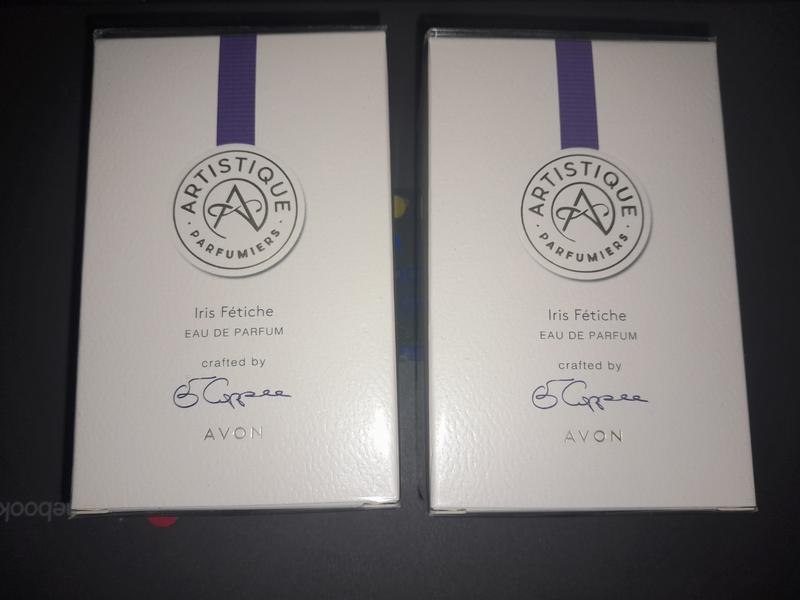 ARTISTIQUE
PARFUMIERS
Iris Fétiche
EAU DE PARFUM
crafted by
AVON
ARTISTIQUE
PARFUMIERS
Iris Fétiche
EAU DE PARFUM
crafted by
AVON